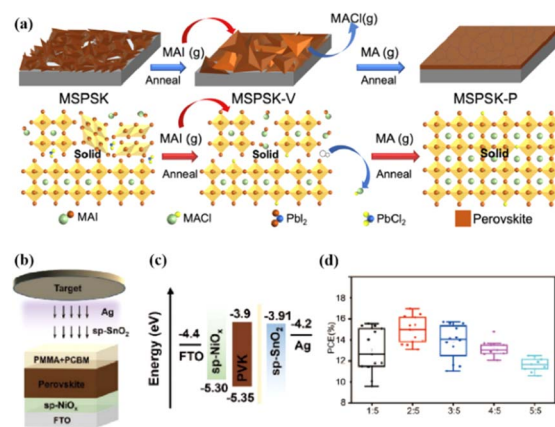 (a)
MACl(g)
MAI (g)
Anneal
MA (g)
Anneal
MSPSK
MSPSK-V
MSPSK-P
Solid
MAI (g)
Anneal
Solid
MA (g)
Anneal
Solid
MAI
MACl
PbI2
PbCl2
Perovskite
(b)
Target
Ag
sp-SnO2
PMMA+PCBM
Perovskite
sp-NiOx
FTO
(c)
Energy (eV)
-4.4
FTO
sp-NiOx
-5.30
-3.9
PVK
-5.35
-3.91
sp-SnO2
-4.2
Ag
(d)
PCE(%)
18
16
14
12
10
8
1:5
2:5
3:5
4:5
5:5